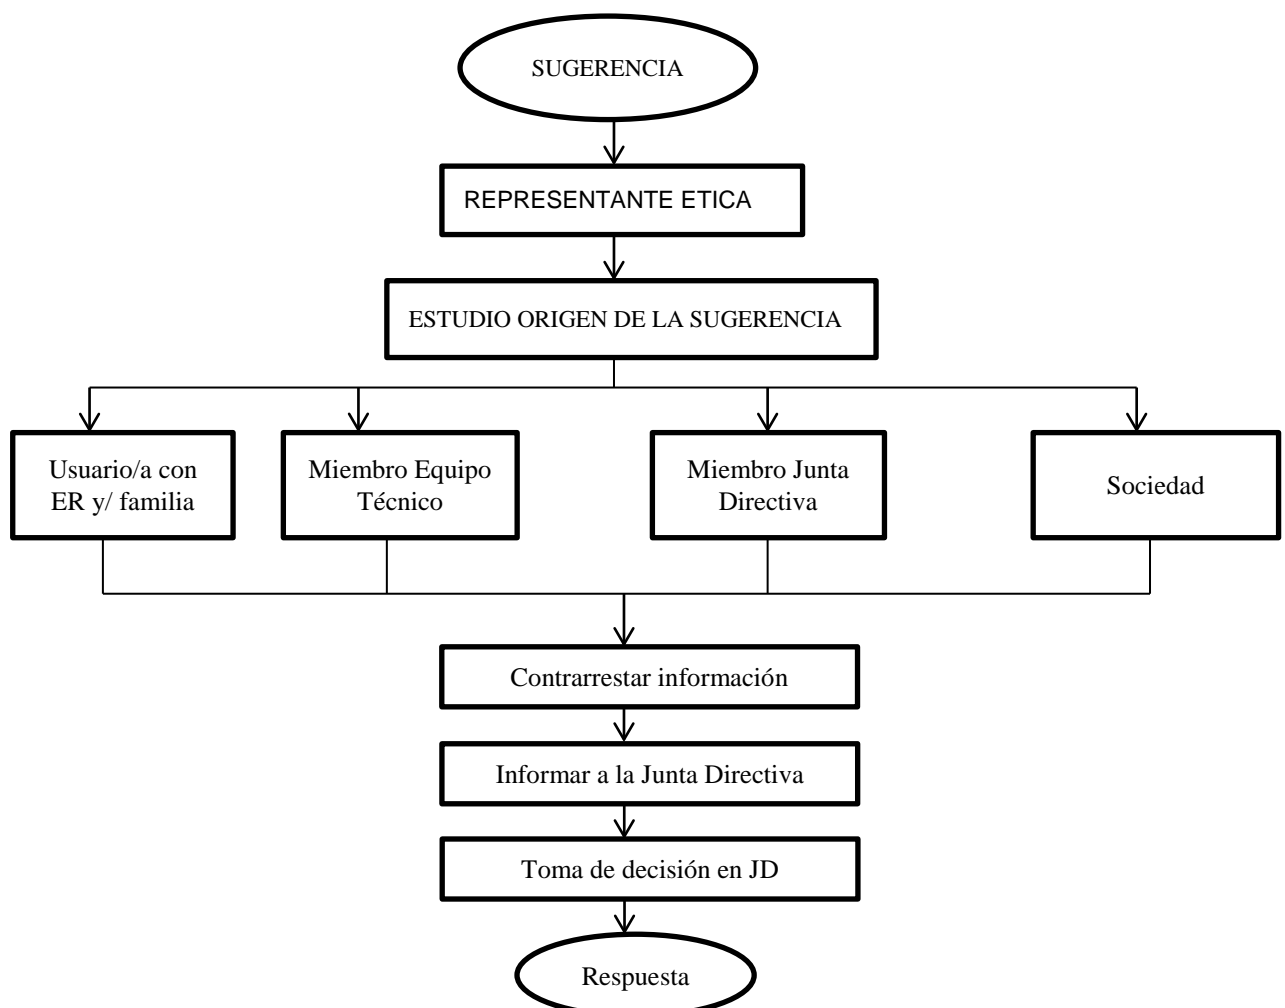 SUGERENCIA
REPRESENTANTE ETICA
ESTUDIO ORIGEN DE LA SUGERENCIA
Usuario/a con
ER y/ familia
Miembro Equipo
Técnico
Miembro Junta
Directiva
Sociedad
Contrarrestar información
Informar a la Junta Directiva
Toma de decisión en JD
Respuesta